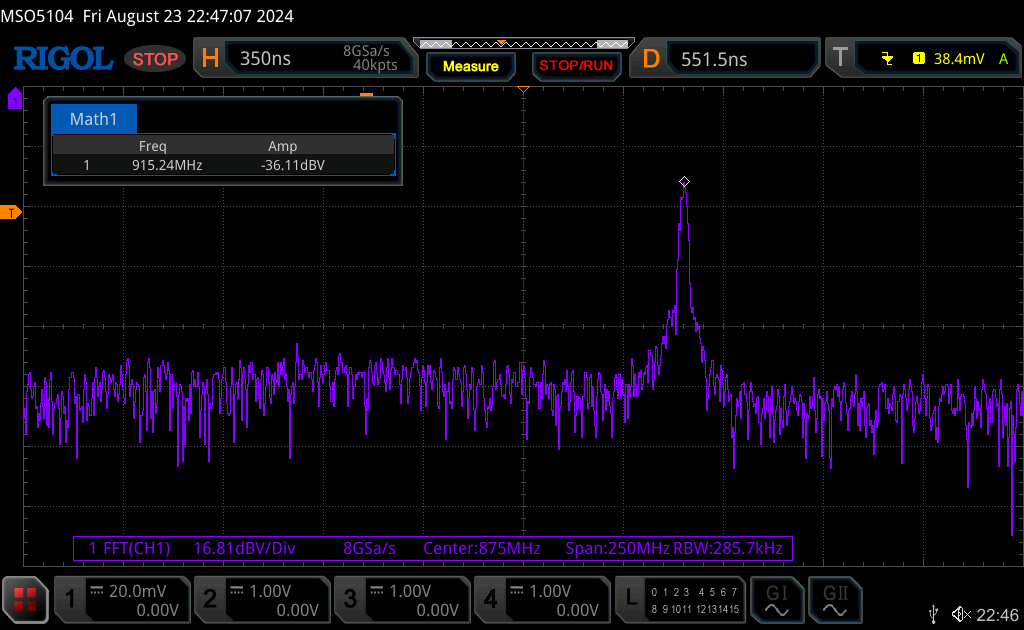 MSO5104 Fri August 23 22:47:07 2024
RIGOL STOP H 350ns 8GSa/s 40kpts Measure STOP/RUN D 551.5ns T 1 38.4mV A
1
Math1
Freq Amp
1 915.24MHz -36.11dBV
T
1 FFT(CH1) 16.81dBV/Div 8GSa/s Center:875MHz Span:250MHz RBW:285.7kHz
1 20.0mV 0.00V 2 1.00V 0.00V 3 1.00V 0.00V 4 1.00V 0.00V L 0 1 2 3 4 5 6 7 8 9 10 11 12 13 14 15 GI GII
22:46